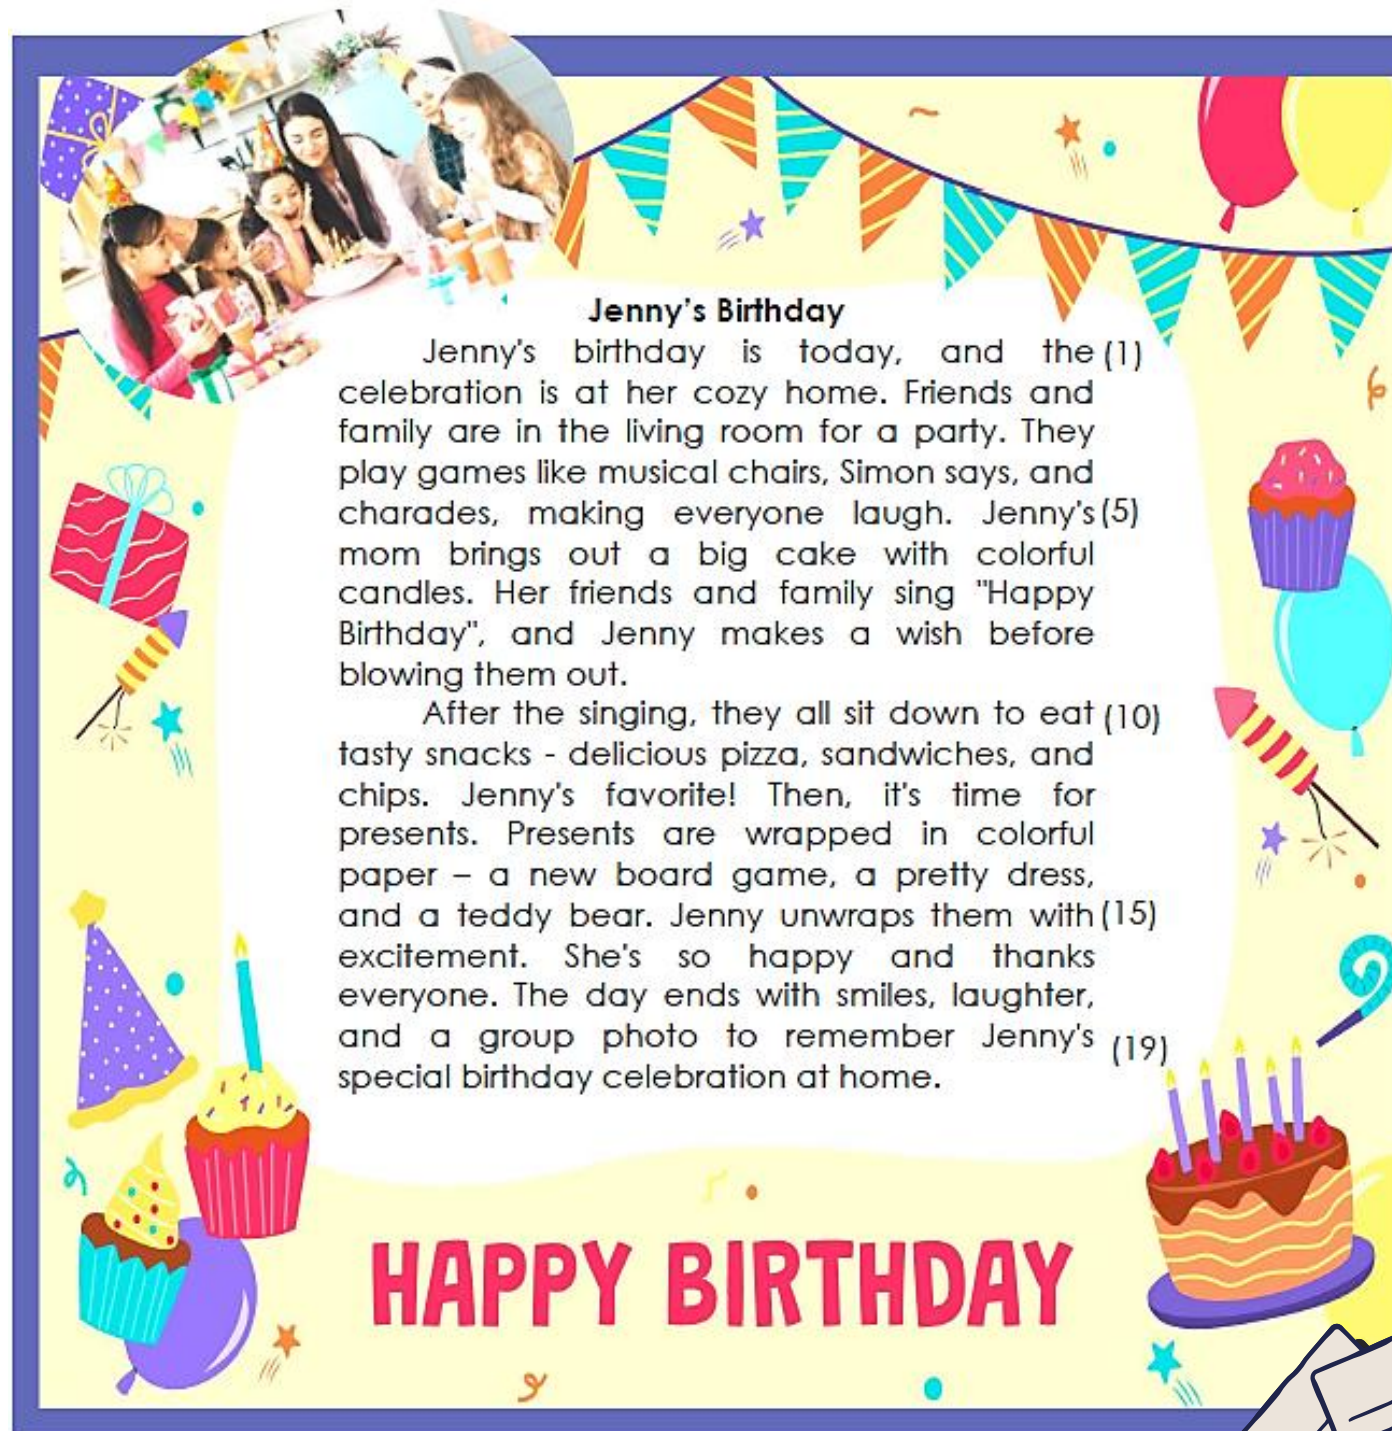 Jenny's Birthday
Jenny's birthday is today, and the (1)
celebration is at her cozy home. Friends and
family are in the living room for a party. They
play games like musical chairs, Simon says, and
charades, making everyone laugh. Jenny's (5)
mom brings out a big cake with colorful
candles. Her friends and family sing "Happy
Birthday", and Jenny makes a wish before
blowing them out.
After the singing, they all sit down to eat (10)
tasty snacks - delicious pizza, sandwiches, and
chips. Jenny's favorite! Then, it's time for
presents. Presents are wrapped in colorful
paper – a new board game, a pretty dress,
and a teddy bear. Jenny unwraps them with (15)
excitement. She's so happy and thanks
everyone. The day ends with smiles, laughter,
and a group photo to remember Jenny's (19)
special birthday celebration at home.
HAPPY BIRTHDAY